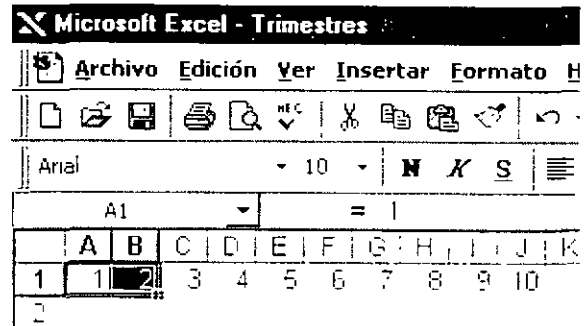 Microsoft Excel - Trimestres
Archivo Edición Ver Insertar Formato H
Arial 10 N K S
A1 = 1
A B C D E F G H I J K
1 1 2 3 4 5 6 7 8 9 10
2